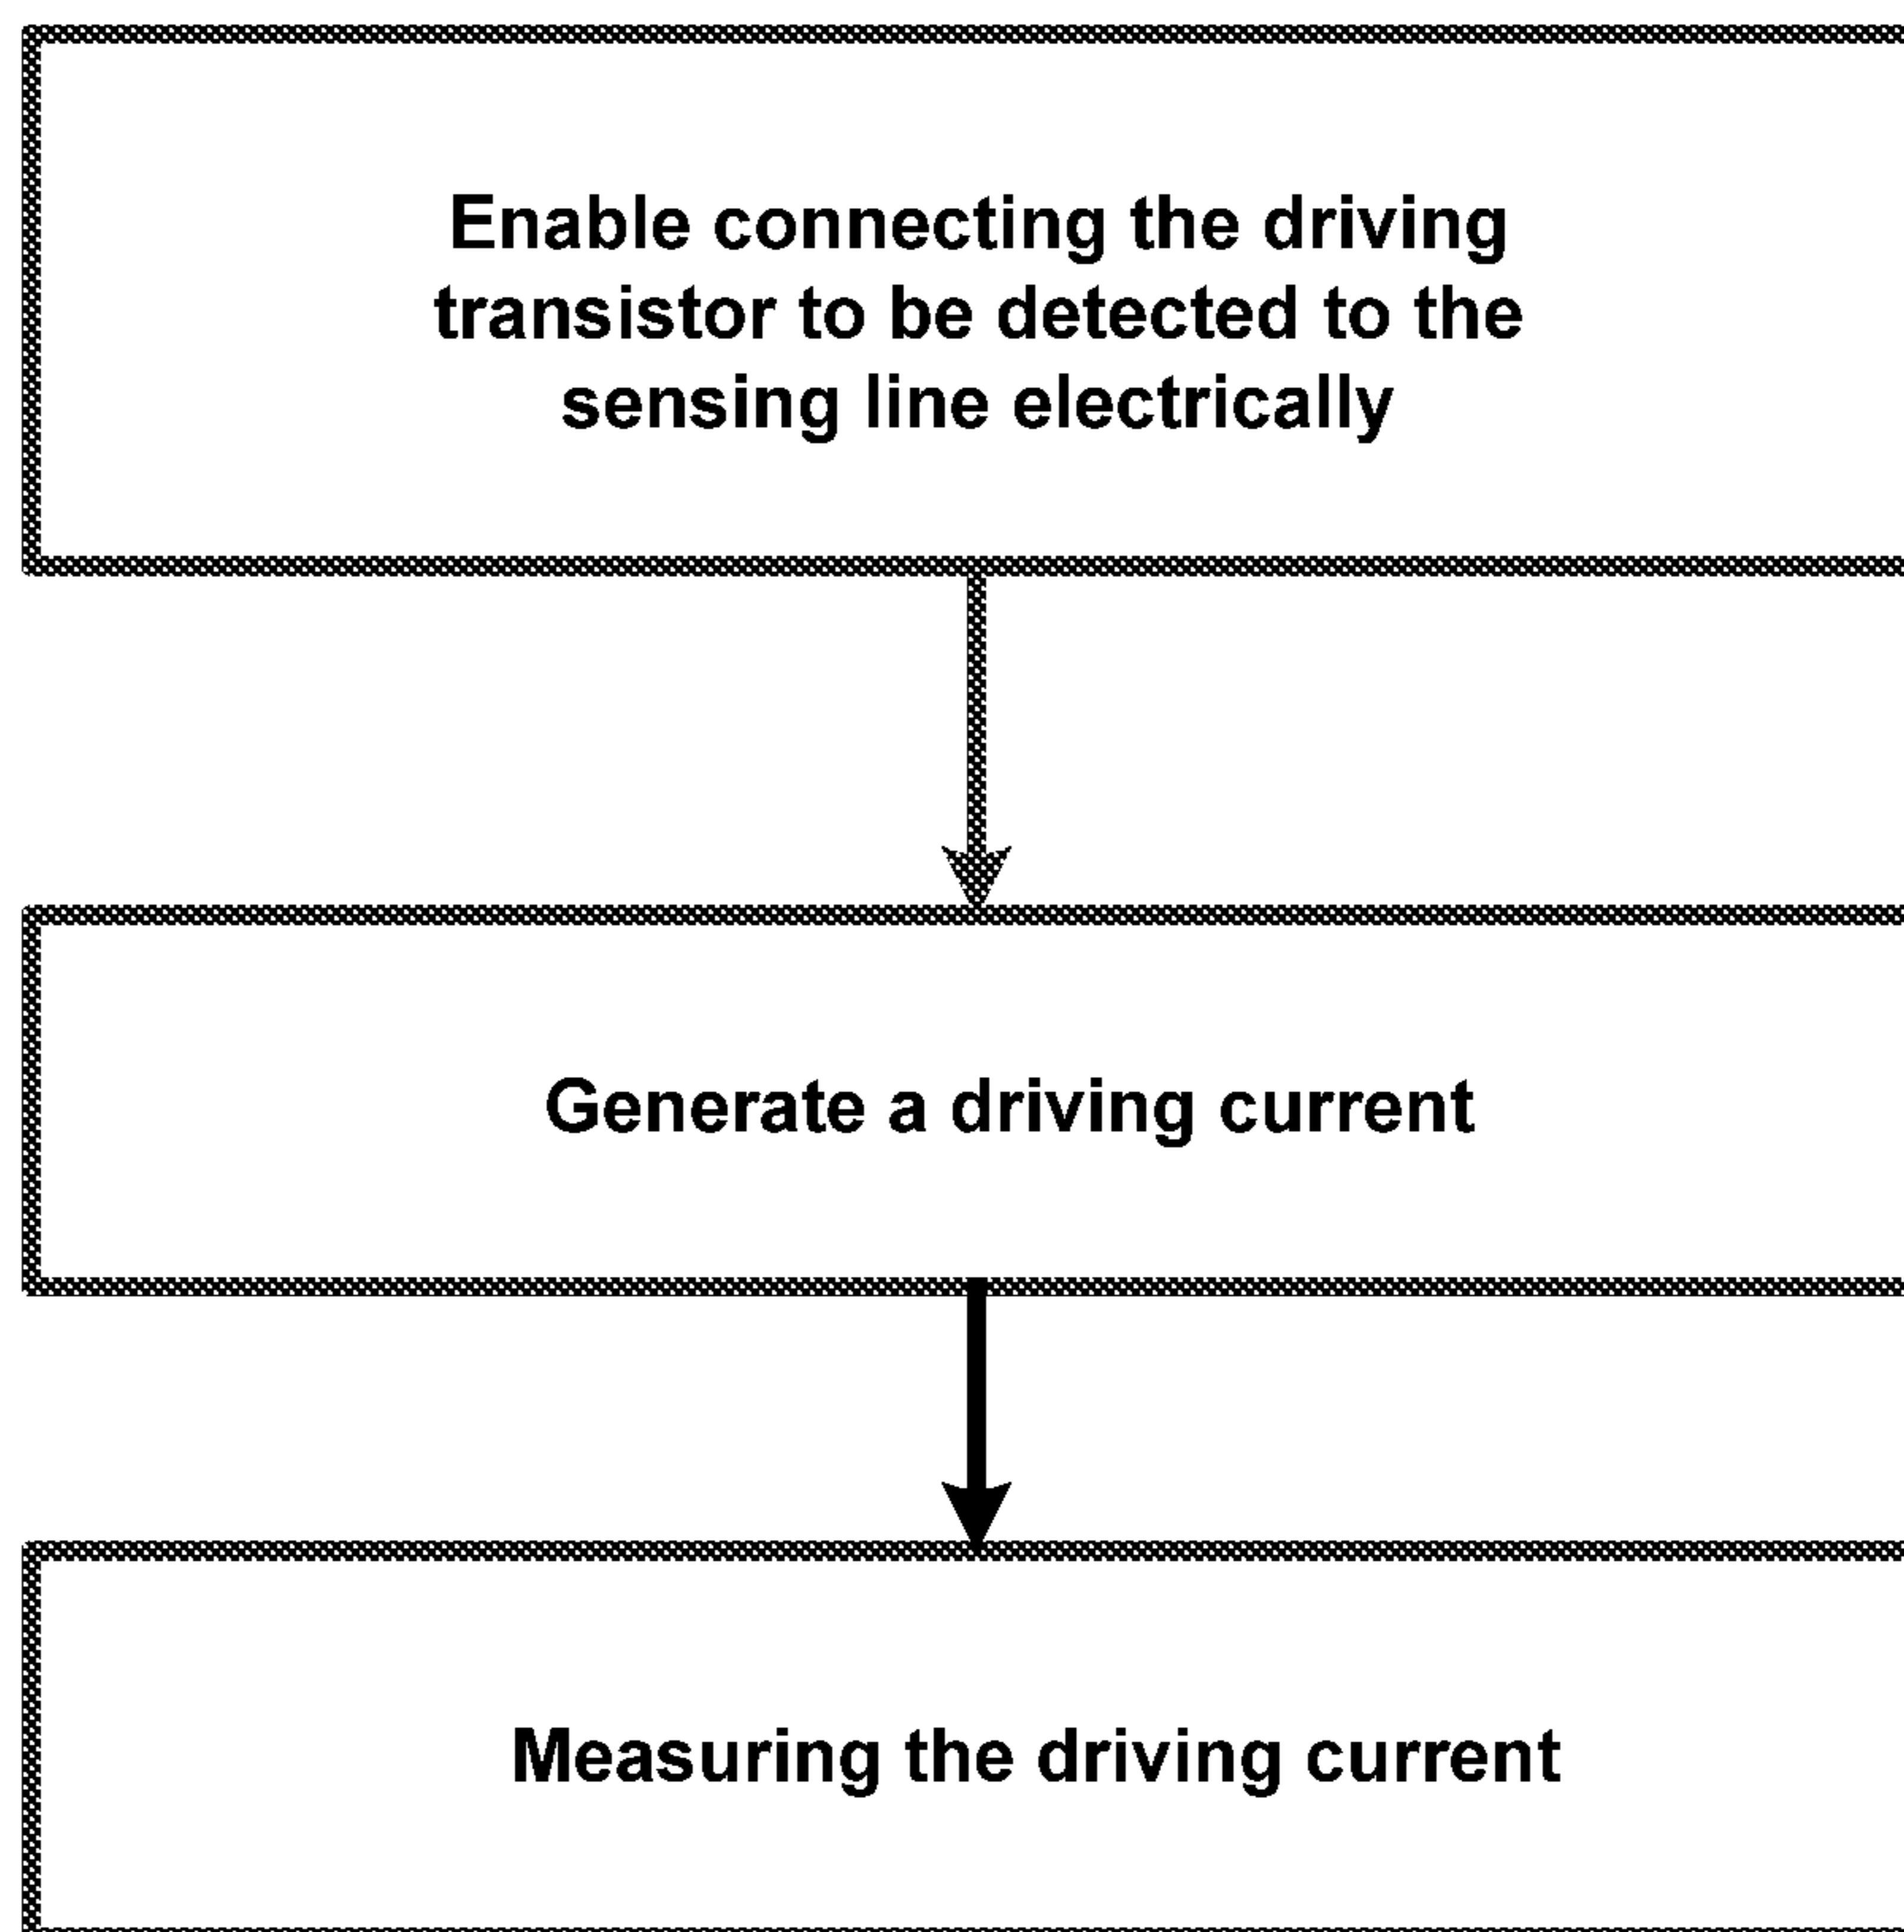 Enable connecting the driving
transistor to be detected to the
sensing line electrically
Generate a driving current
Measuring the driving current